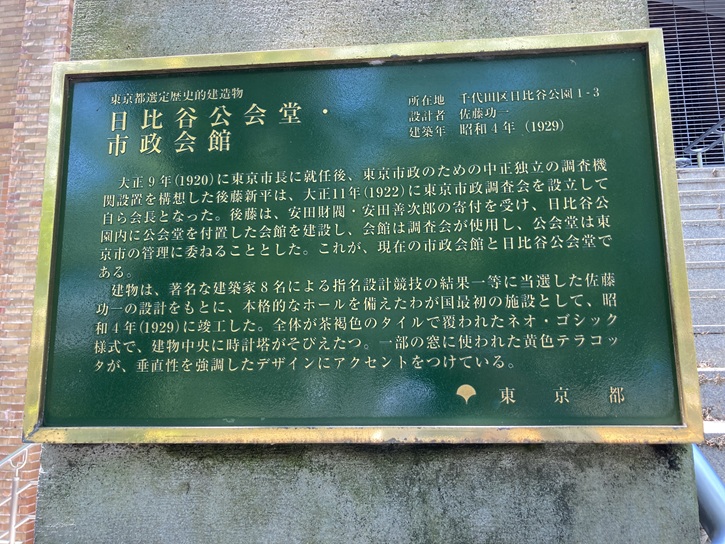 東京都選定歴史的建造物
日比谷公会堂・
市政会館
所在地 千代田区日比谷公園1-3
設計者 佐藤功一
建築年 昭和4年(1929)
大正9年(1920)に東京市長に就任後、東京市政のための中正独立の調査機
関設置を構想した後藤新平は、大正11年(1922)に東京市政調査会を設立して
自ら会長となった。後藤は、安田財閥・安田善次郎の寄付を受け、日比谷公
園内に公会堂を付置した会館を建設し、会館は調査会が使用し、公会堂は東
京市の管理に委ねることとした。これが、現在の市政会館と日比谷公会堂で
ある。
建物は、著名な建築家8名による指名設計競技の結果一等に当選した佐藤
功一の設計をもとに、本格的なホールを備えたわが国最初の施設として、昭
和4年(1929)に竣工した。全体が茶褐色のタイルで覆われたネオ・ゴシック
様式で、建物中央に時計塔がそびえたつ。一部の窓に使われた黄色テラコッ
タが、垂直性を強調したデザインにアクセントをつけている。
東京都